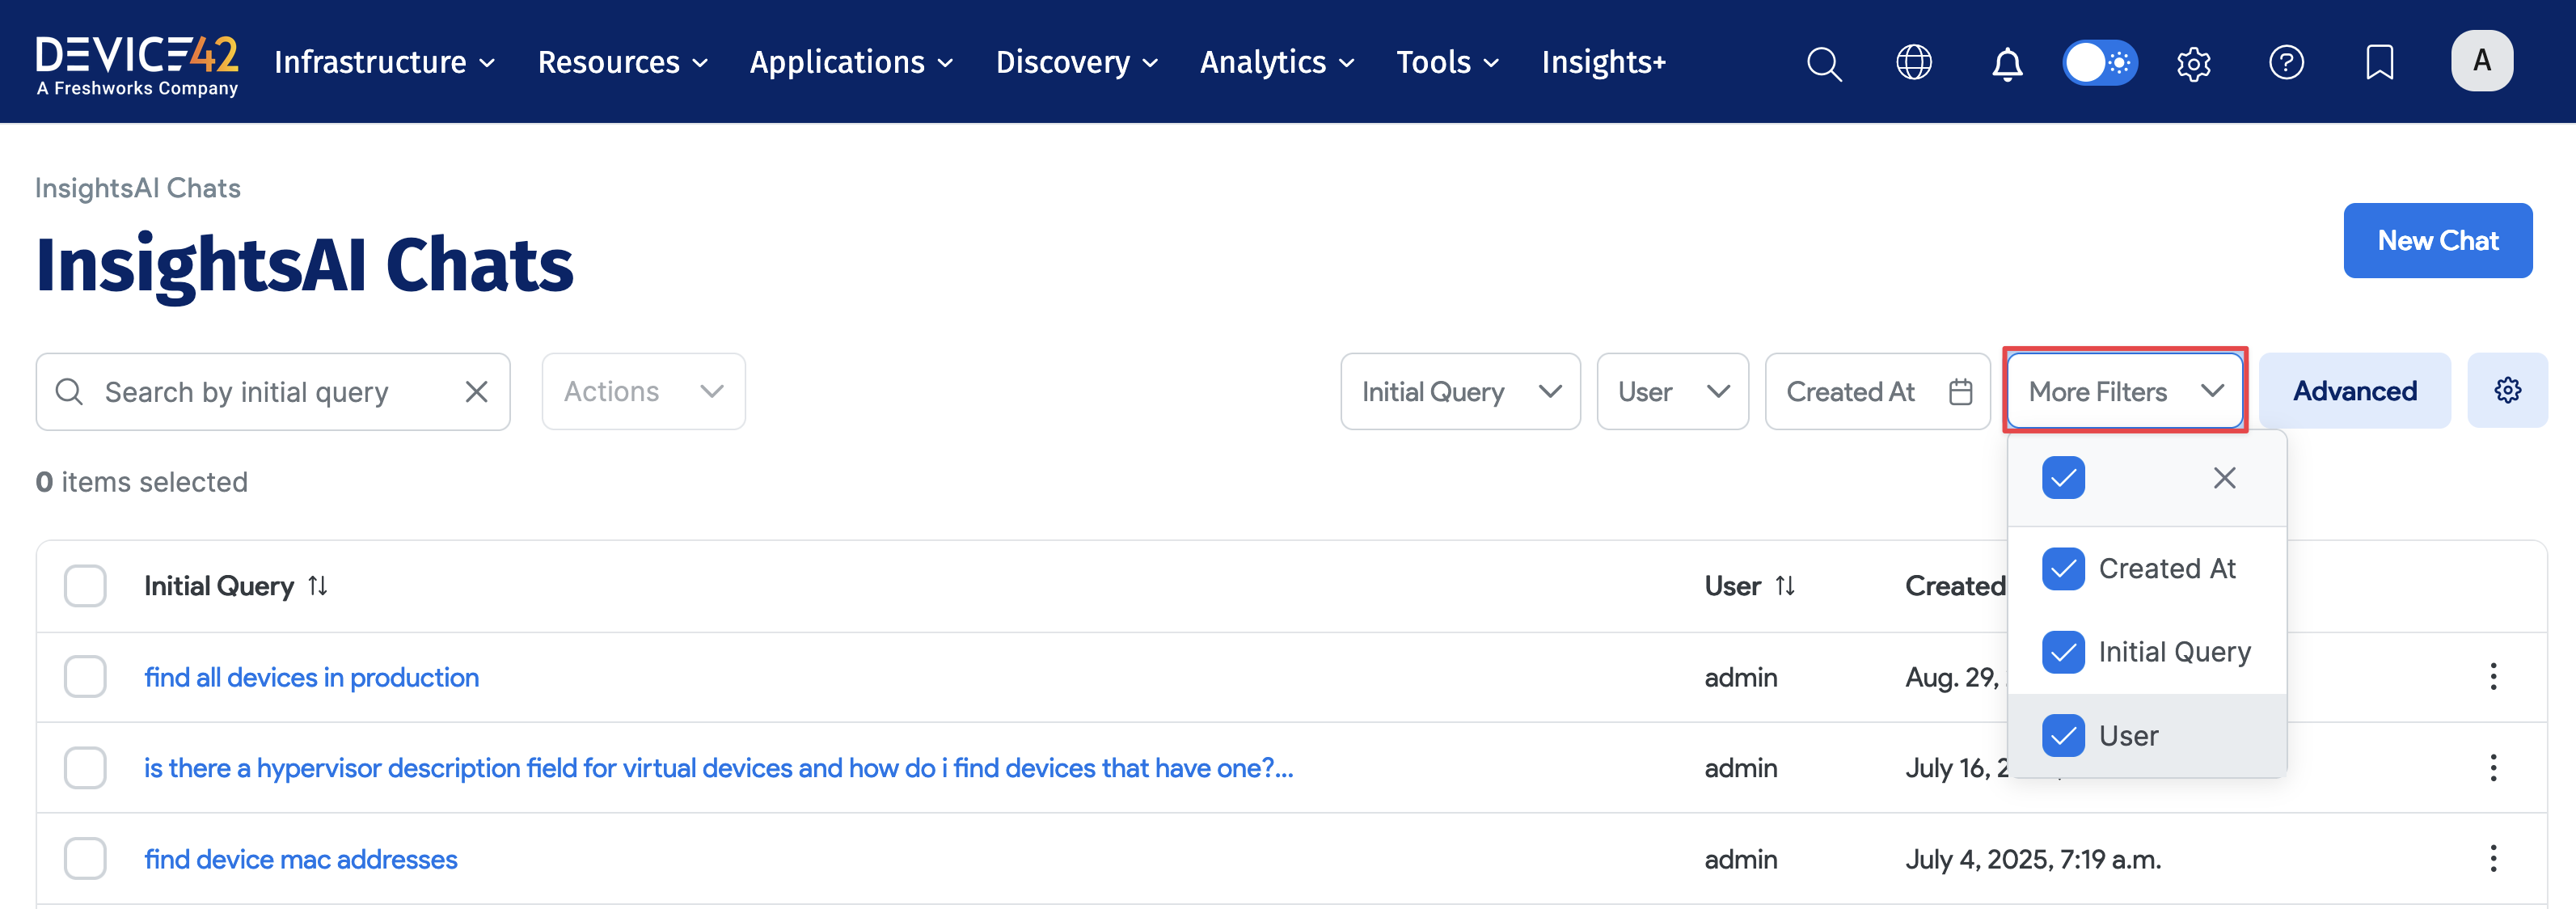 DEVICE42
A Freshworks Company
Infrastructure
Resources
Applications
Discovery
Analytics
Tools
Insights+
A
InsightsAI Chats
InsightsAI Chats
New Chat
Search by initial query
Actions
Initial Query
User
Created At
More Filters
Advanced
0 items selected
Created At
Initial Query
User
Initial Query
User
Created
find all devices in production
admin
Aug. 29,
is there a hypervisor description field for virtual devices and how do i find devices that have one?...
admin
July 16, 2
find device mac addresses
admin
July 4, 2025, 7:19 a.m.